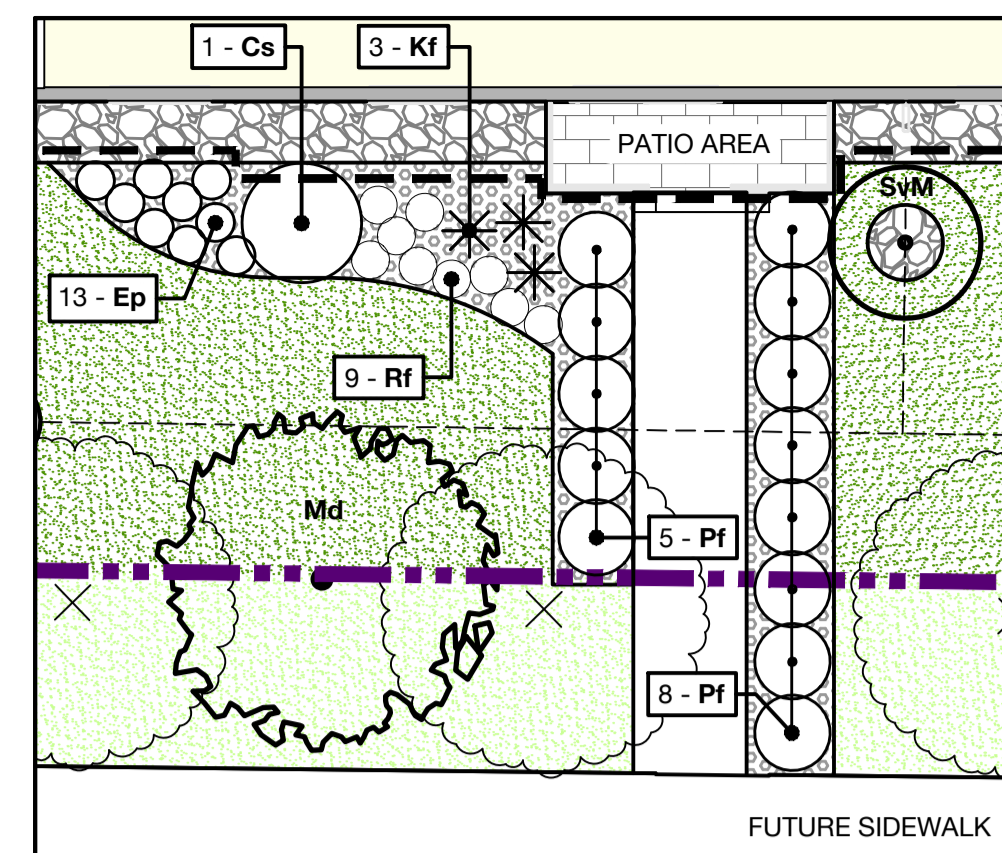 1 - Cs
3 - Kf
PATIO AREA
SvM
13 - Ep
9 - Rf
Md
5 - Pf
8 - Pf
FUTURE SIDEWALK